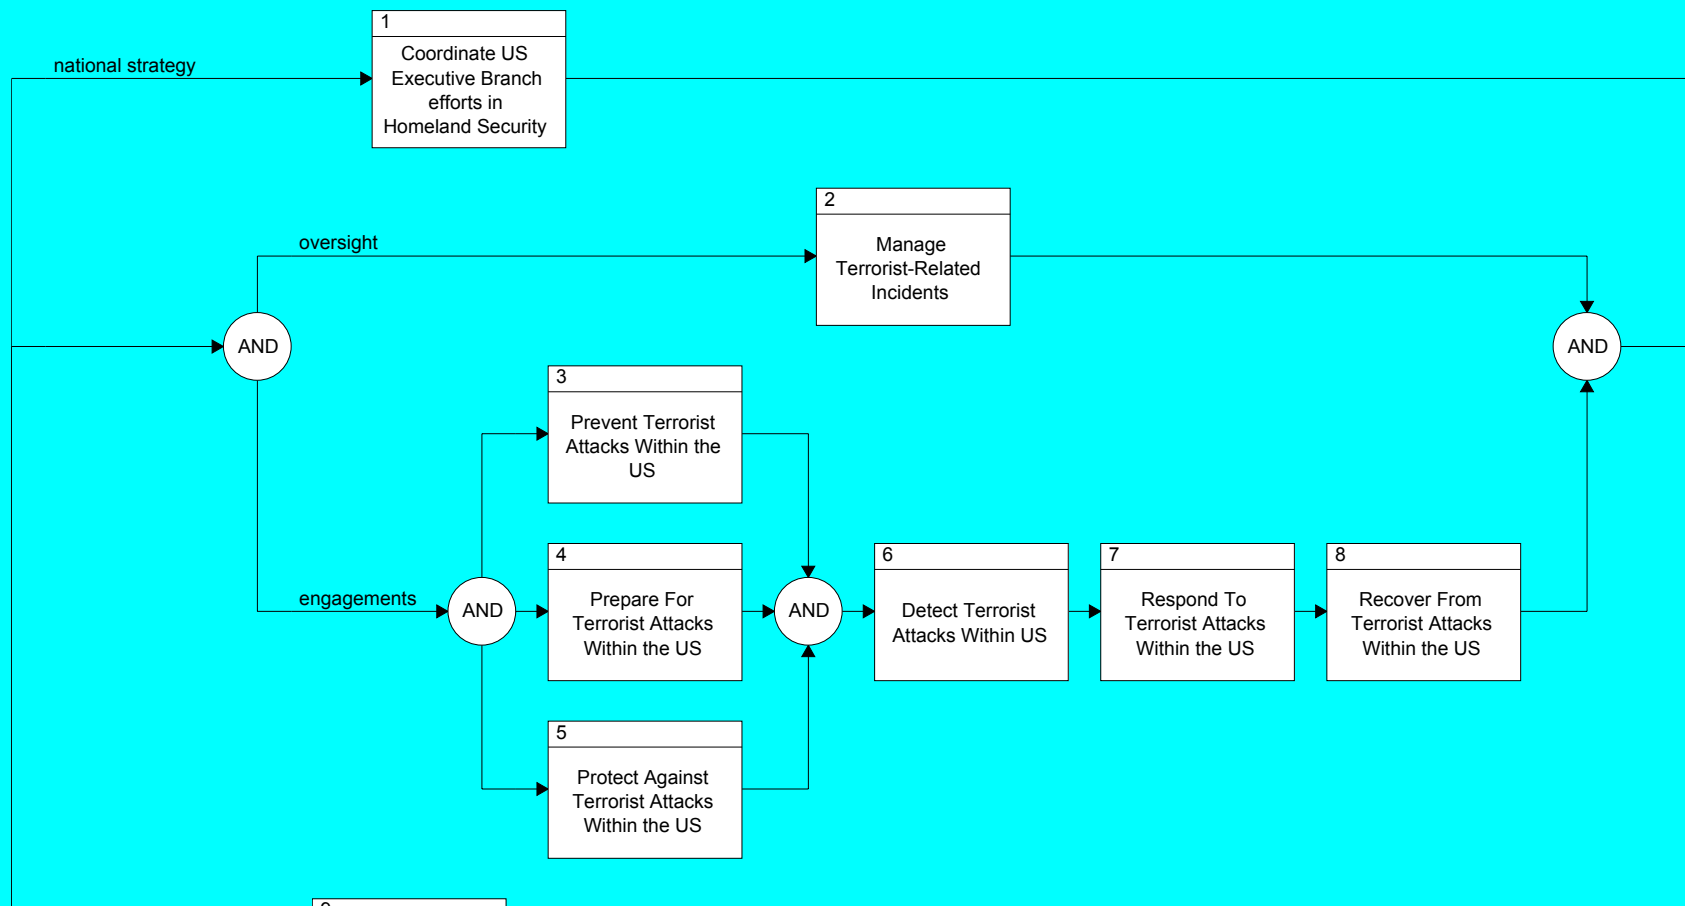 1
Coordinate US
Executive Branch
efforts in
Homeland Security
national strategy
2
Manage
Terrorist-Related
Incidents
oversight
AND
AND
3
Prevent Terrorist
Attacks Within the
US
4
Prepare For
Terrorist Attacks
Within the US
engagements
AND
AND
6
Detect Terrorist
Attacks Within US
7
Respond To
Terrorist Attacks
Within the US
8
Recover From
Terrorist Attacks
Within the US
5
Protect Against
Terrorist Attacks
Within the US